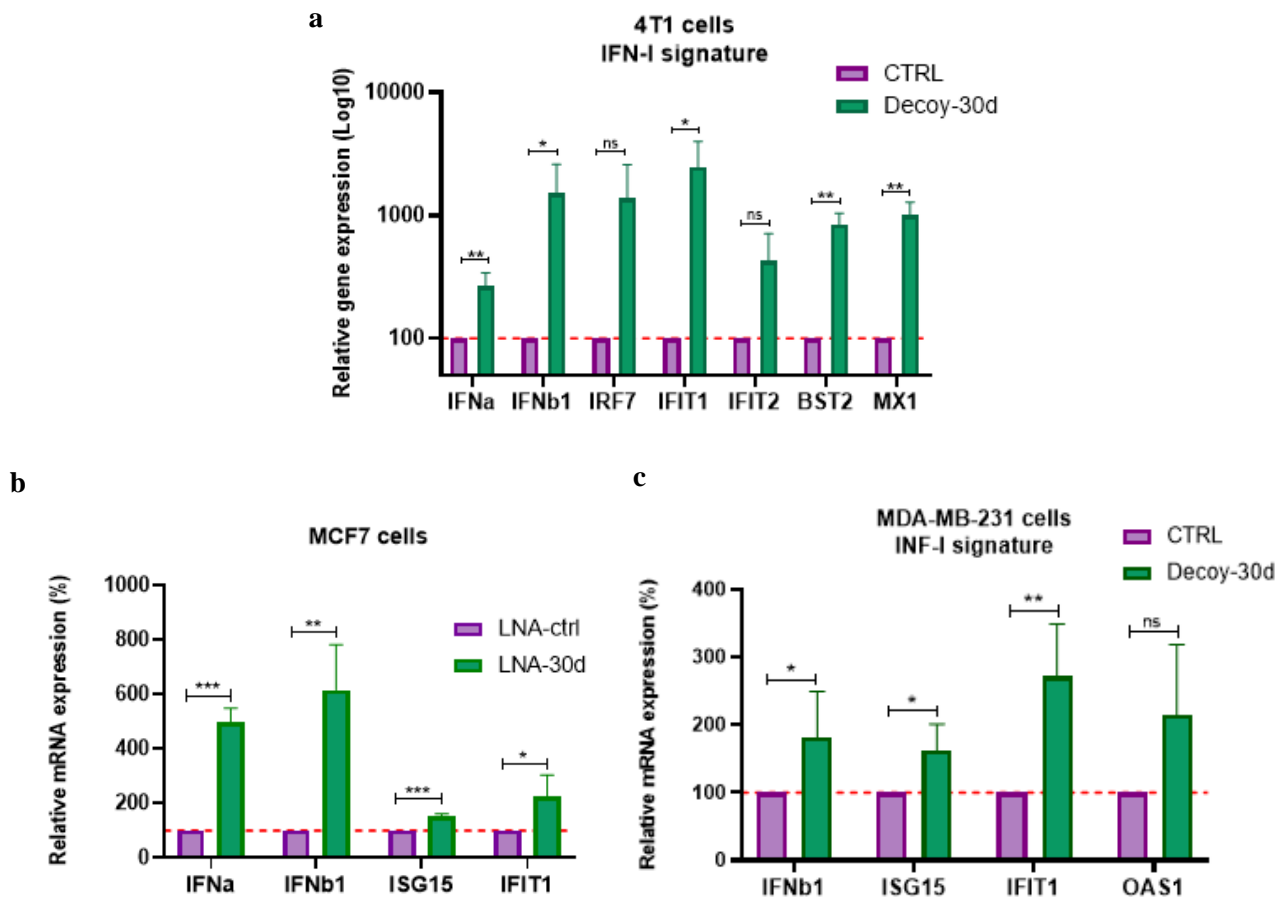 a
4T1 cells
IFN-I signature
CTRL
Decoy-30d
Relative gene expression (Log10)
10000
1000
100
*
ns
*
**
ns
**
**
IFNa IFNb1 IRF7 IFIT1 IFIT2 BST2 MX1
b
MCF7 cells
LNA-ctrl
LNA-30d
Relative mRNA expression (%)
1000
800
600
400
200
0
***
**
***
*
IFNa IFNb1 ISG15 IFIT1
c
MDA-MB-231 cells
INF-I signature
CTRL
Decoy-30d
Relative mRNA expression (%)
400
300
200
100
0
*
*
**
ns
IFNb1 ISG15 IFIT1 OAS1